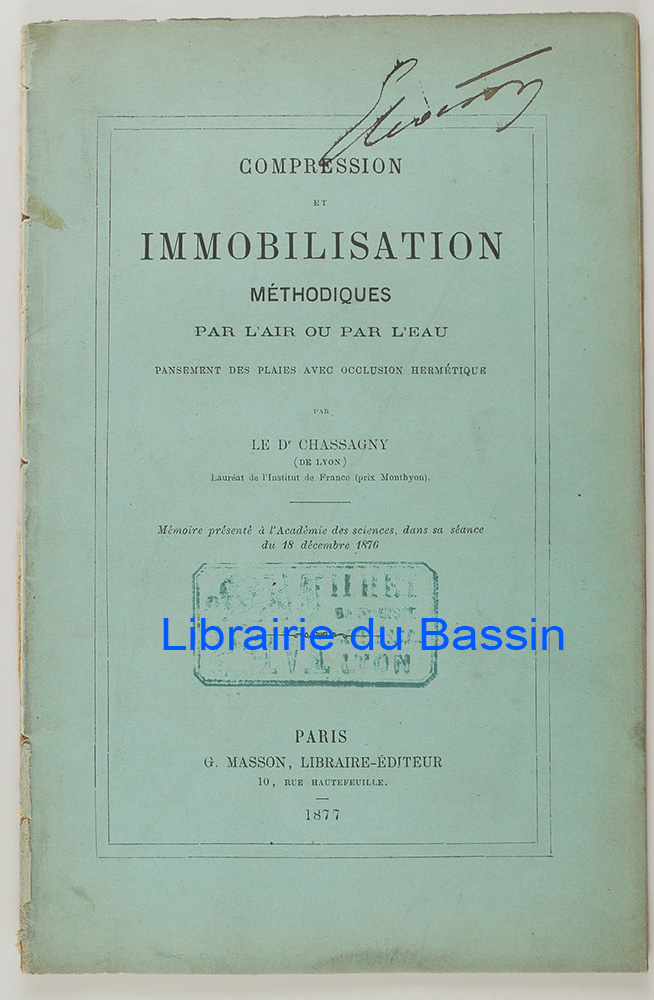 COMPRESSION
ET
IMMOBILISATION
MÉTHODIQUES
PAR L'AIR OU PAR L'EAU
PANSEMENT DES PLAIES AVEC OCCLUSION HERMÉTIQUE
PAR
LE Dr CHASSAGNY
(DE LYON)
Lauréat de l'Institut de France (prix Monthyon).
Mémoire présenté à l'Académie des sciences, dans sa séance
du 18 décembre 1876
Librairie du Bassin
PARIS
G. MASSON, LIBRAIRE-ÉDITEUR
10, RUE HAUTEFEUILLE.
1877